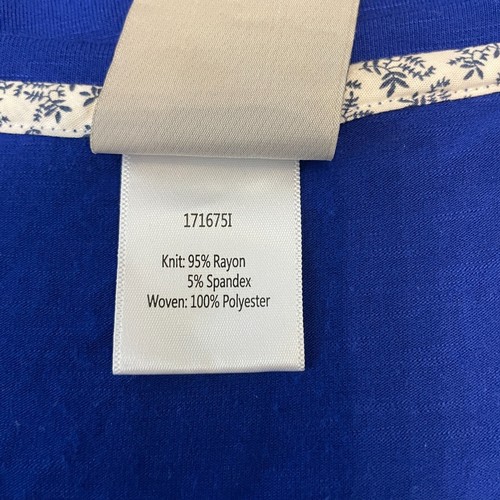 171675I
Knit: 95% Rayon
5% Spandex
Woven: 100% Polyester